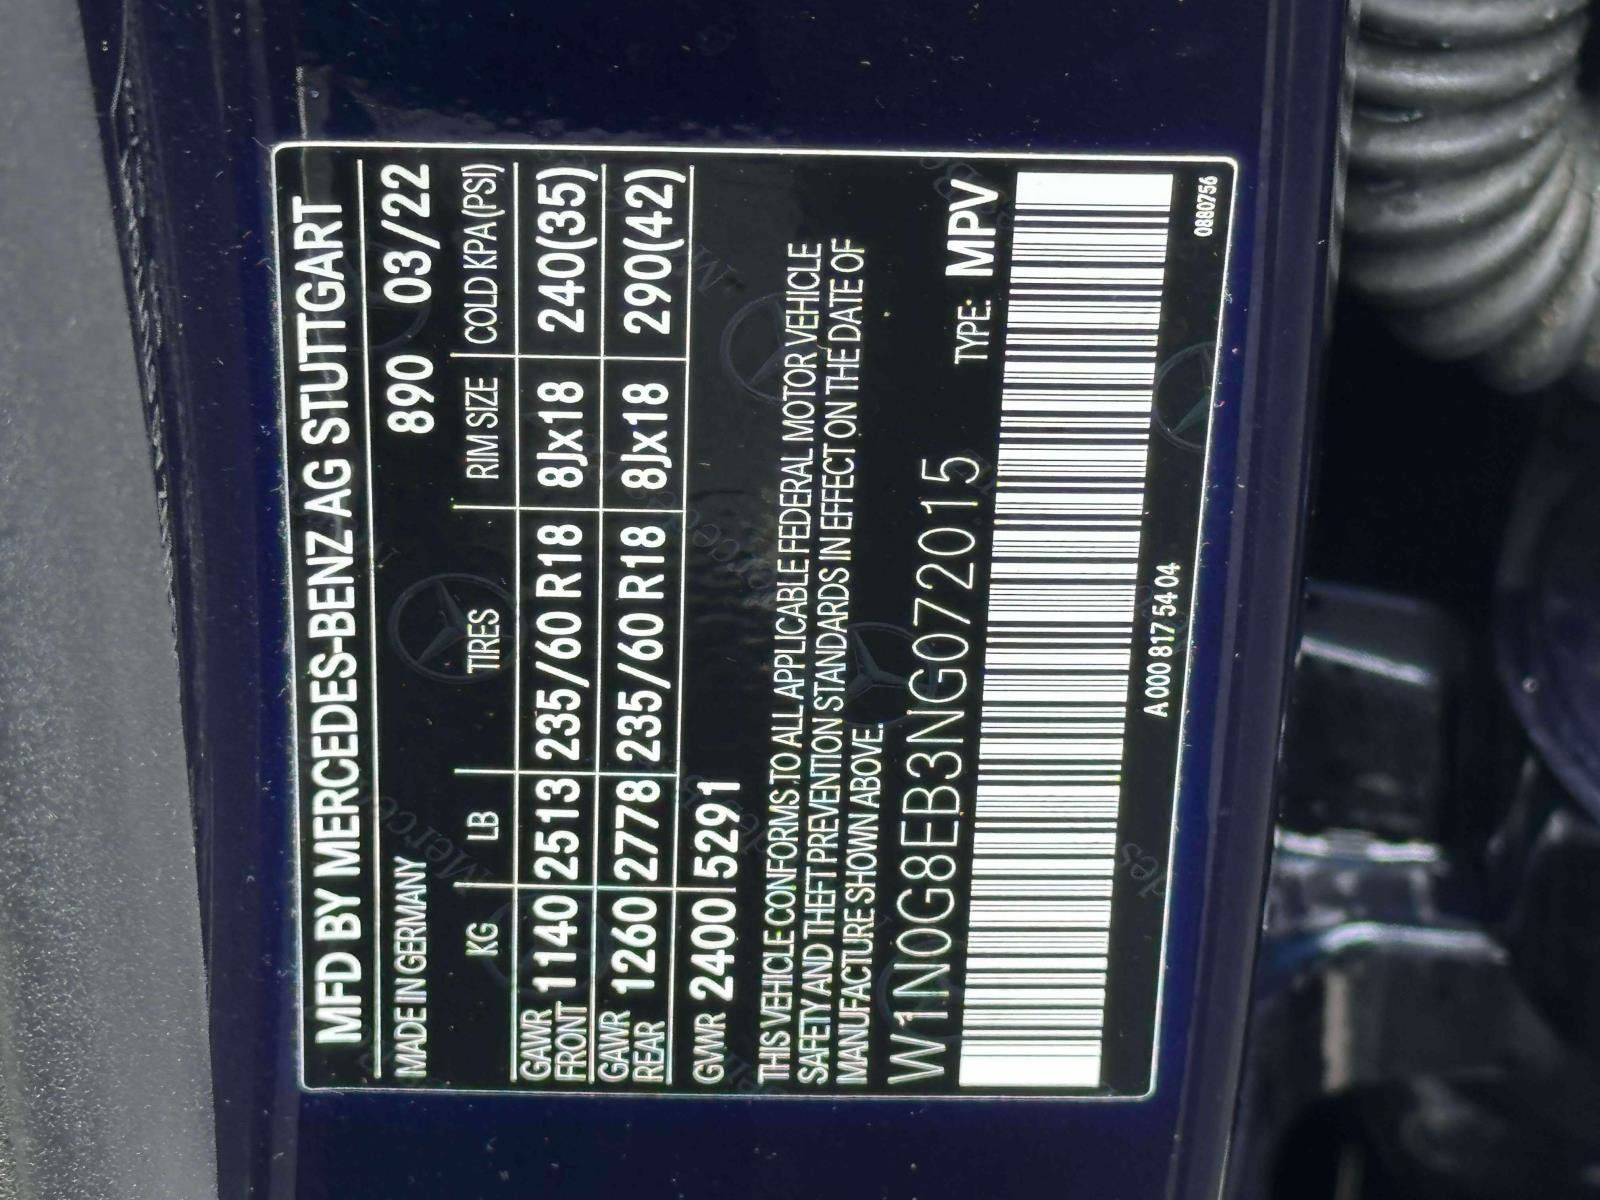 MFD BY MERCEDES-BENZ AG STUTTGART
MADE IN GERMANY 890 03/22
KG LB TIRES RIM SIZE COLD KPA(PSI)
GAWR FRONT 1140 2513 235/60 R18 8Jx18 240(35)
GAWR REAR 1260 2778 235/60 R18 8Jx18 290(42)
GVWR 2400 5291
THIS VEHICLE CONFORMS TO ALL APPLICABLE FEDERAL MOTOR VEHICLE
SAFETY AND THEFT PREVENTION STANDARDS IN EFFECT ON THE DATE OF
MANUFACTURE SHOWN ABOVE.
W1N0G8EB3NG072015 TYPE: MPV
A 000 817 54 04 0880756